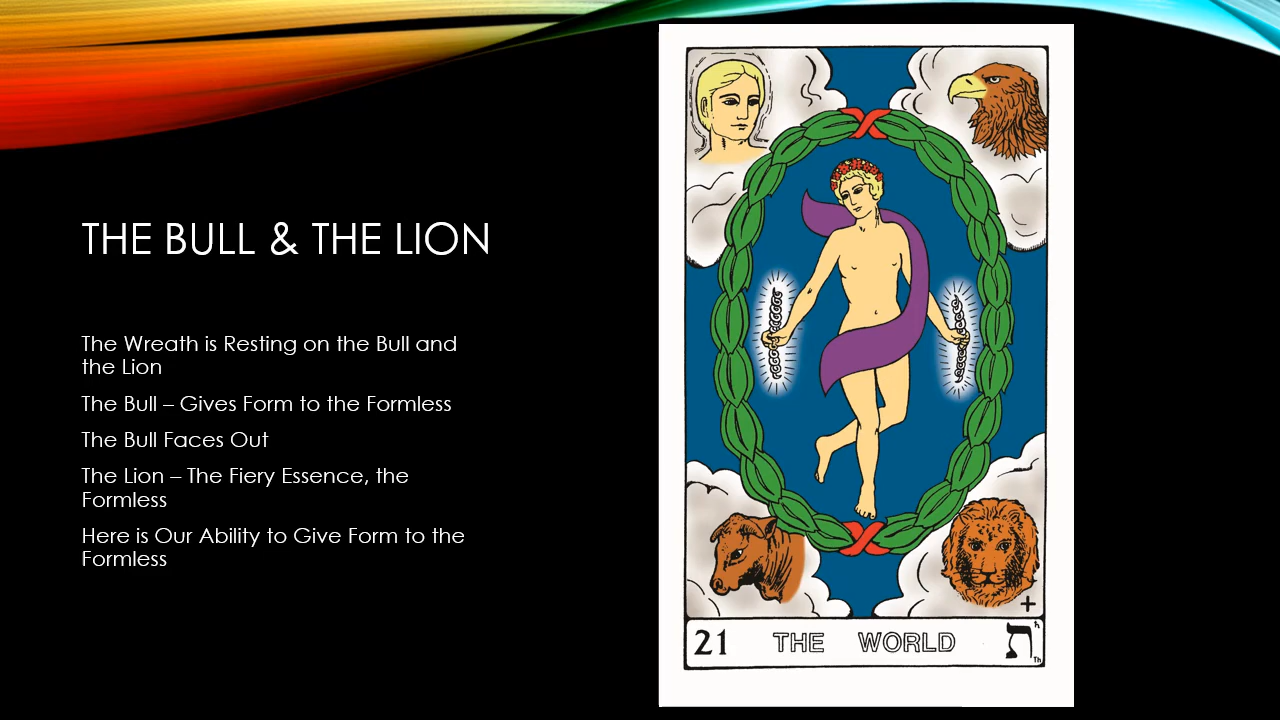 THE BULL & THE LION
The Wreath is Resting on the Bull and
the Lion
The Bull – Gives Form to the Formless
The Bull Faces Out
The Lion – The Fiery Essence, the
Formless
Here is Our Ability to Give Form to the
Formless
21 THE WORLD ת
♄
Th